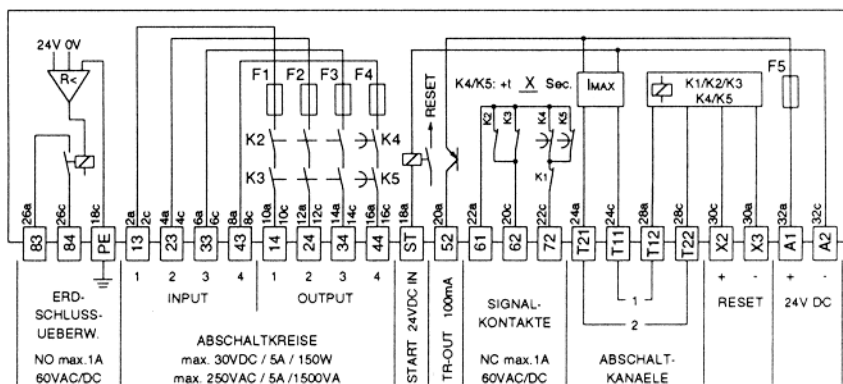 24V 0V
R<
F1 F2 F3 F4
RESET
K4/K5: +t X Sec.
IMAX
K1/K2/K3
K4/K5
F5
K2 K3 K4 K5
K2 K4
K1
K3 K5
26a 26c 18c 2a 2c 4a 4c 6a 6c 8a 8c 10a 10c 12a 12c 14a 14c 16a 16c 18a 20a 22a 20c 22c 24a 24c 28a 28c 30c 30a 32a 32c
83 84 PE 13 23 33 43 14 24 34 44 ST 52 61 62 72 T21 T11 T12 T22 X2 X3 A1 A2
1 2 3 4 1 2 3 4 + - + -
ERD-
SCHLUSS-
UEBERW.
NO max.1A
60VAC/DC
INPUT OUTPUT
ABSCHALTKREISE
max. 30VDC / 5A / 150W
max. 250VAC / 5A /1500VA
START 24VDC IN
TR-OUT 100mA
SIGNAL-
KONTAKTE
NC max.1A
60VAC/DC
1
2
ABSCHALT-
KANAELE
RESET
24V DC